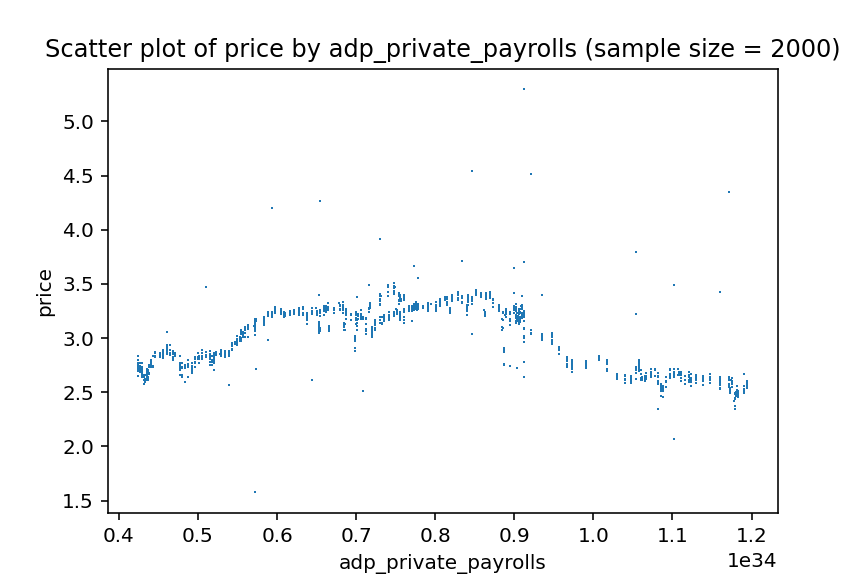 Scatter plot of price by adp_private_payrolls (sample size = 2000)
5.0
4.5
4.0
3.5
3.0
2.5
2.0
1.5
price
0.4 0.5 0.6 0.7 0.8 0.9 1.0 1.1 1.2
1e34
adp_private_payrolls